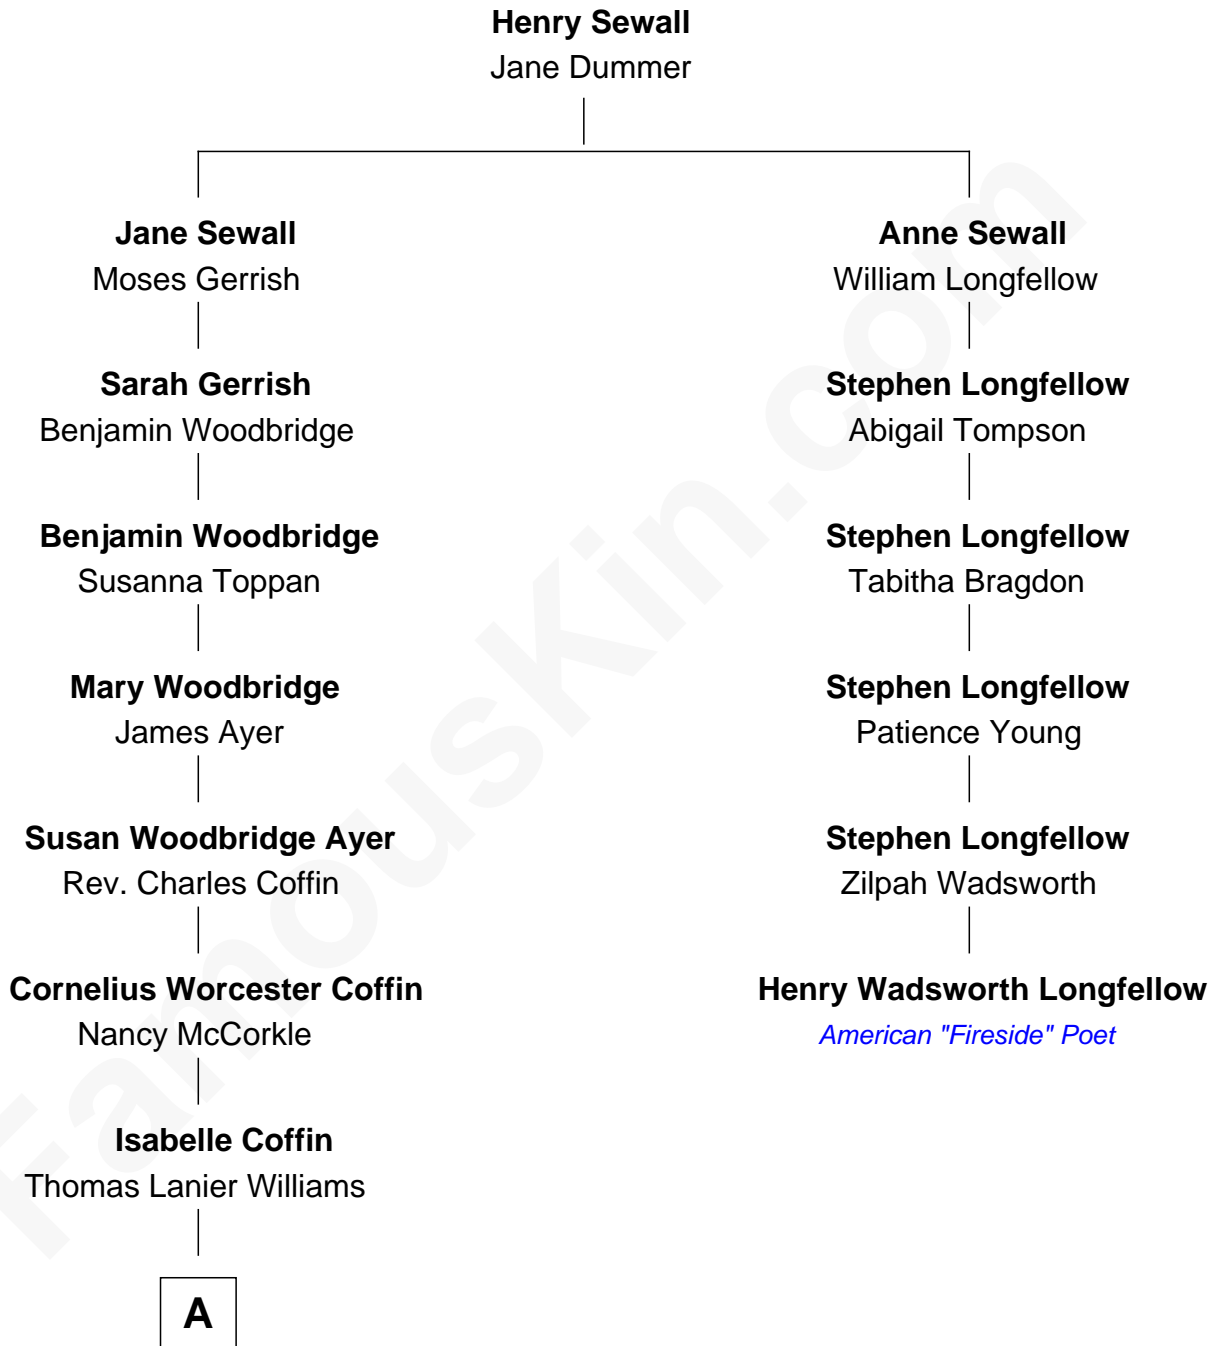 Henry Sewall
Jane Dummer
Jane Sewall
Moses Gerrish
Anne Sewall
William Longfellow
Sarah Gerrish
Benjamin Woodbridge
Stephen Longfellow
Abigail Tompson
Benjamin Woodbridge
Susanna Toppan
Stephen Longfellow
Tabitha Bragdon
Mary Woodbridge
James Ayer
Stephen Longfellow
Patience Young
Susan Woodbridge Ayer
Rev. Charles Coffin
Stephen Longfellow
Zilpah Wadsworth
Cornelius Worcester Coffin
Nancy McCorkle
Henry Wadsworth Longfellow
American "Fireside" Poet
Isabelle Coffin
Thomas Lanier Williams
A
FamousKin.com